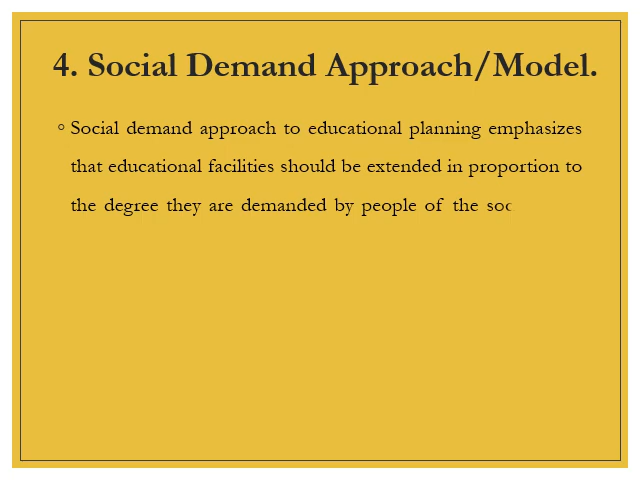 4. Social Demand Approach/Model.
◦ Social demand approach to educational planning emphasizes
that educational facilities should be extended in proportion to
the degree they are demanded by people of the